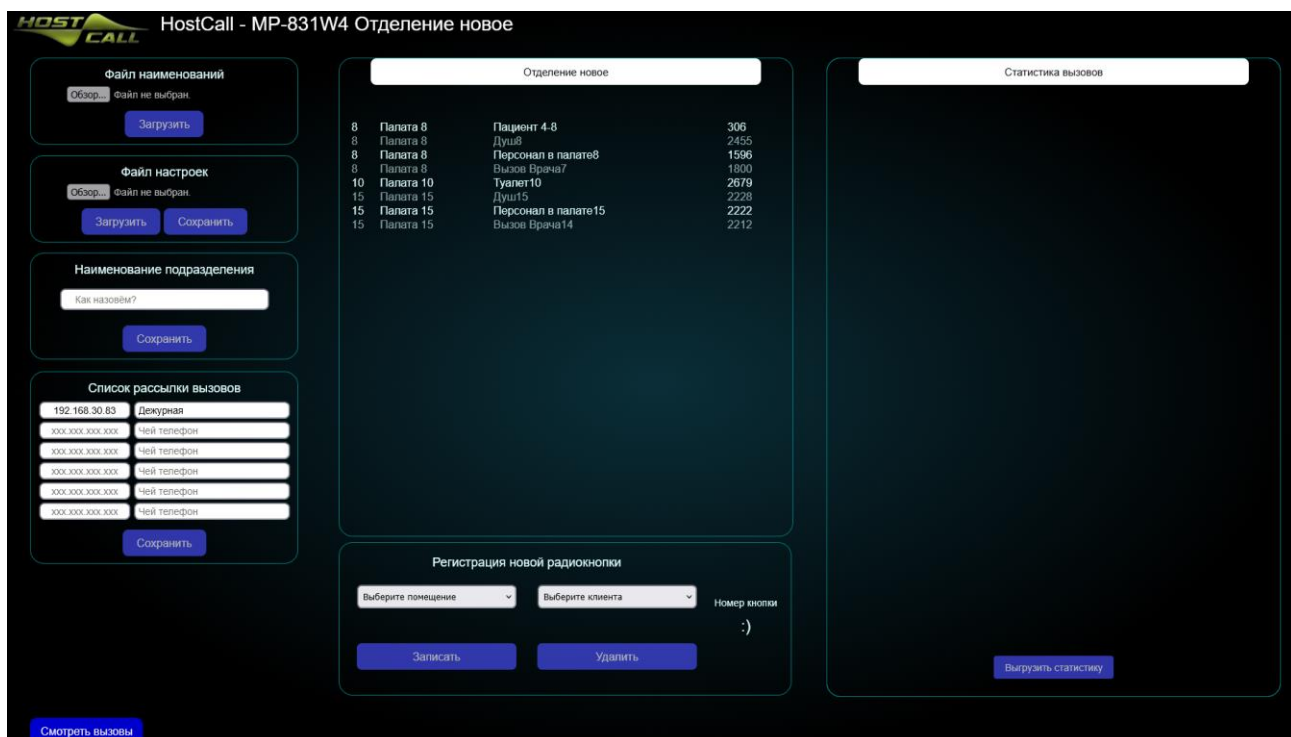 HOST CALL
HostCall - MP-831W4 Отделение новое
Файл наименований
Обзор... Файл не выбран.
Загрузить
Файл настроек
Обзор... Файл не выбран.
Загрузить Сохранить
Наименование подразделения
Как назовём?
Сохранить
Список рассылки вызовов
192.168.30.83 Дежурная
xxx.xxx.xxx.xxx Чей телефон
xxx.xxx.xxx.xxx Чей телефон
xxx.xxx.xxx.xxx Чей телефон
xxx.xxx.xxx.xxx Чей телефон
xxx.xxx.xxx.xxx Чей телефон
Сохранить
Отделение новое
8 Палата 8 Пациент 4-8 306
8 Палата 8 Душ8 2455
8 Палата 8 Персонал в палате8 1596
8 Палата 8 Вызов Врача7 1800
10 Палата 10 Туалет10 2679
15 Палата 15 Душ15 2228
15 Палата 15 Персонал в палате15 2222
15 Палата 15 Вызов Врача14 2212
Регистрация новой радиокнопки
Выберите помещение Выберите клиента Номер кнопки
:)
Записать Удалить
Статистика вызовов
Выгрузить статистику
Смотреть вызовы